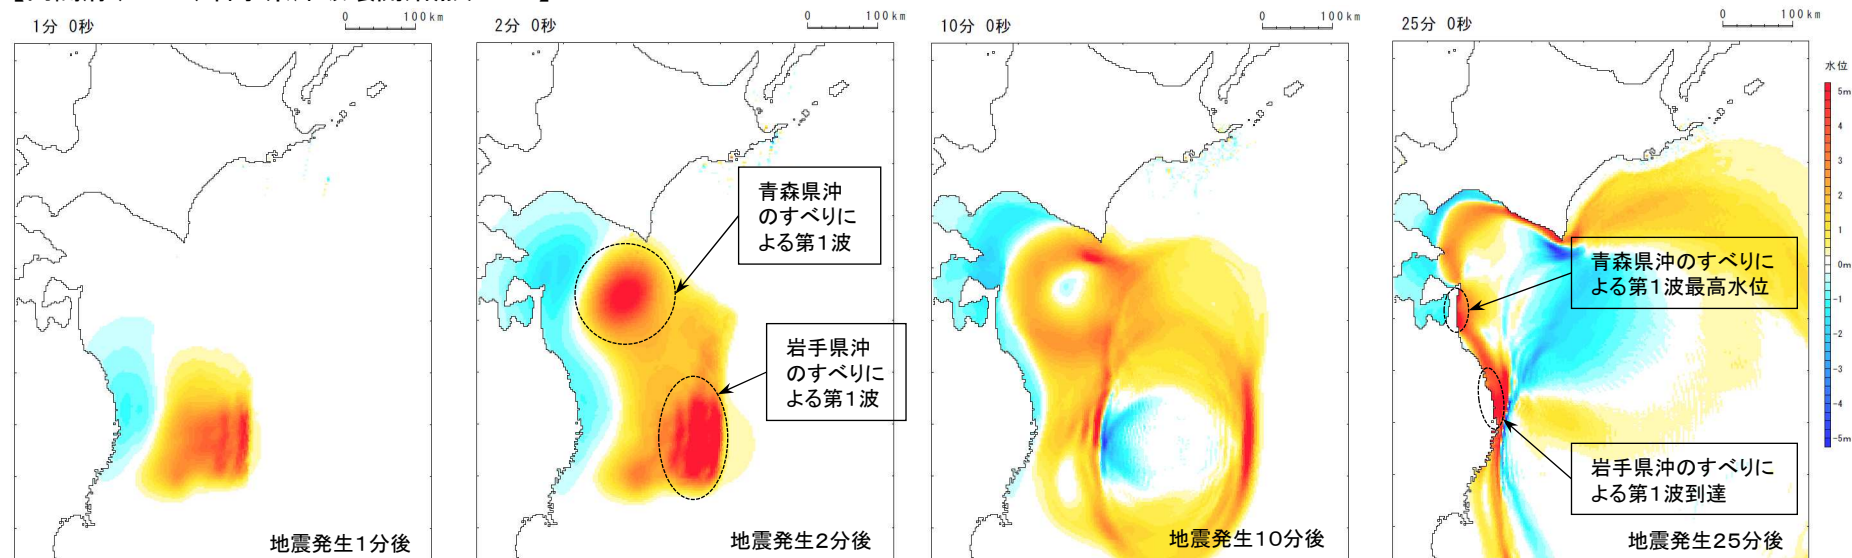 1分 0秒
100km
0
2分 0秒
0
100km
10分 0秒
0
100km
25分 0秒
0
100km
青森県沖
のすべりに
よる第1波
岩手県沖
のすべりに
よる第1波
青森県沖のすべりに
よる第1波最高水位
岩手県沖のすべりに
よる第1波到達
水位
5m
4
3
2
1
0m
-1
-2
-3
-4
-5m
地震発生1分後
地震発生2分後
地震発生10分後
地震発生25分後